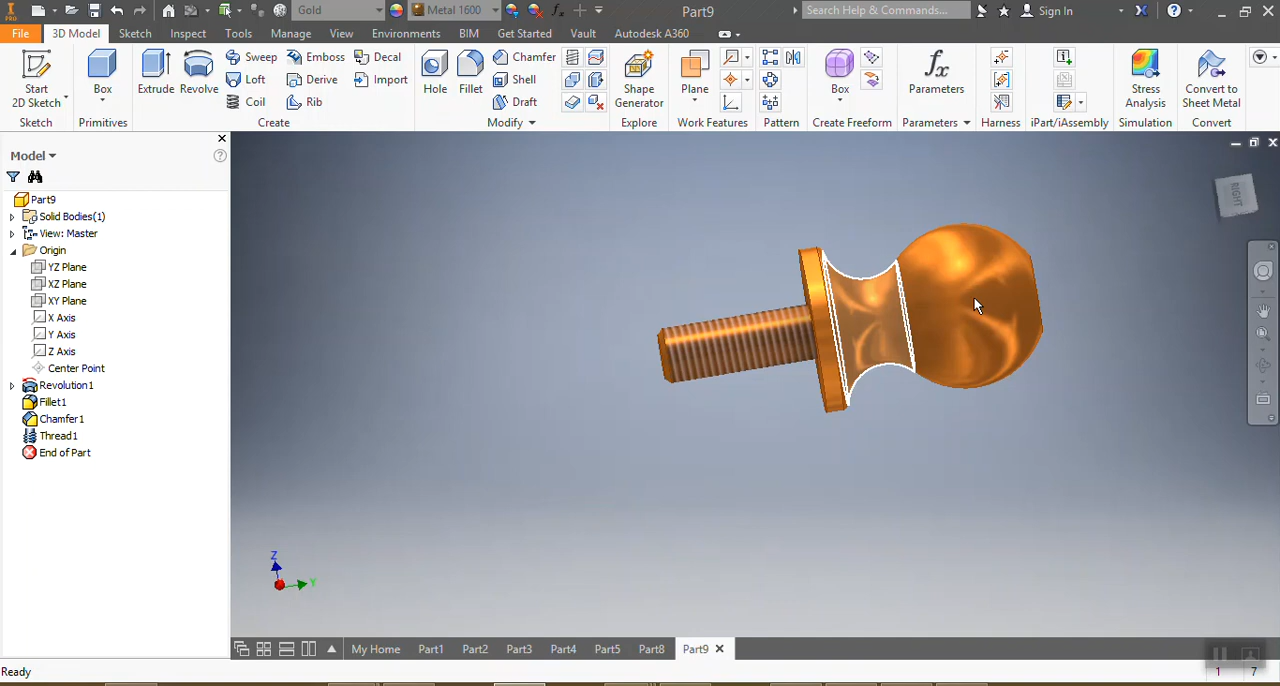 Gold
Metal 1600
Part9
Search Help & Commands...
Sign In
PRO
File
3D Model
Sketch
Inspect
Tools
Manage
View
Environments
BIM
Get Started
Vault
Autodesk A360
Start
2D Sketch
Sketch
Box
Primitives
Extrude
Revolve
Sweep
Loft
Coil
Emboss
Derive
Rib
Decal
Import
Create
Hole
Fillet
Chamfer
Shell
Draft
Modify
Shape
Generator
Explore
Plane
Work Features
Pattern
Box
Create Freeform
fx
Parameters
Parameters
Harness
iPart/iAssembly
Stress
Analysis
Simulation
Convert to
Sheet Metal
Convert
Model
Part9
Solid Bodies(1)
View: Master
Origin
YZ Plane
XZ Plane
XY Plane
X Axis
Y Axis
Z Axis
Center Point
Revolution1
Fillet1
Chamfer1
Thread1
End of Part
RIGHT
Z
Y
My Home
Part1
Part2
Part3
Part4
Part5
Part8
Part9
Ready
1
7